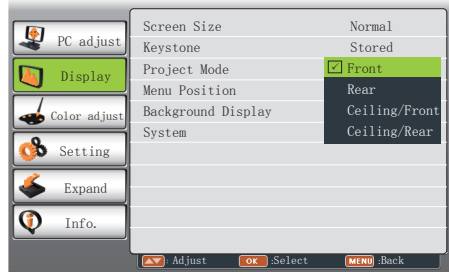 PC adjust
Display
Color adjust
Setting
Expand
Info.
Screen Size Normal
Keystone Stored
Project Mode Front
Menu Position Rear
Background Display Ceiling/Front
System Ceiling/Rear
: Adjust OK :Select MENU :Back